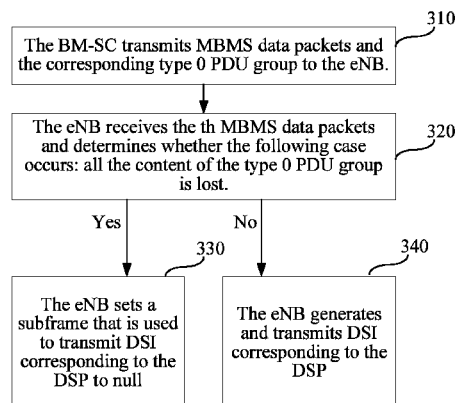 310
The BM-SC transmits MBMS data packets and
the corresponding type 0 PDU group to the eNB.
320
The eNB receives the th MBMS data packets
and determines whether the following case
occurs: all the content of the type 0 PDU group
is lost.
Yes
No
330
The eNB sets a
subframe that is used
to transmit DSI
corresponding to the
DSP to null
340
The eNB generates
and transmits DSI
corresponding to the
DSP